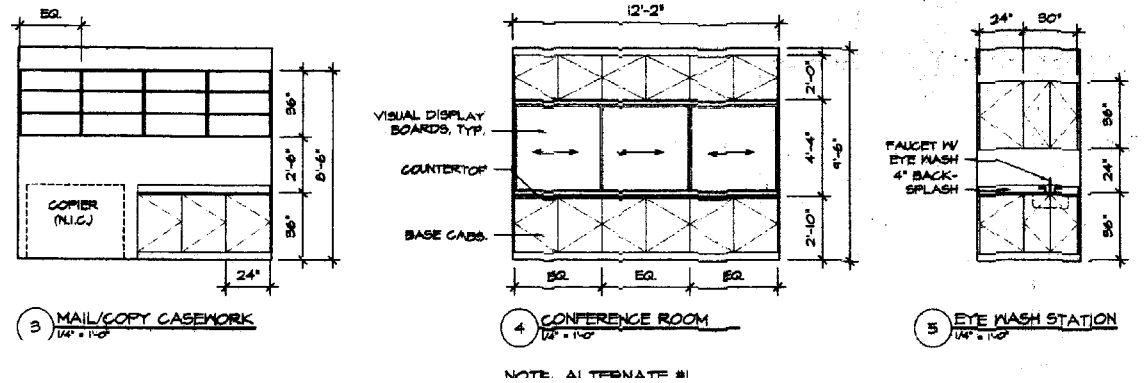 EQ.
36"
2'-6"
8'-6"
36"
COPIER
(N.I.C.)
24"
3 MAIL/COPY CASEWORK
1/4" = 1'-0"
12'-2"
2'-0"
4'-4"
9'-6"
2'-10"
VISUAL DISPLAY
BOARDS, TYP.
COUNTERTOP
BASE CABS.
EQ. EQ. EQ.
4 CONFERENCE ROOM
1/4" = 1'-0"
NOTE: ALTERNATE #1
24" 30"
36"
24"
36"
FAUCET W/
EYE WASH
4" BACK-
SPLASH
5 EYE WASH STATION
1/4" = 1'-0"